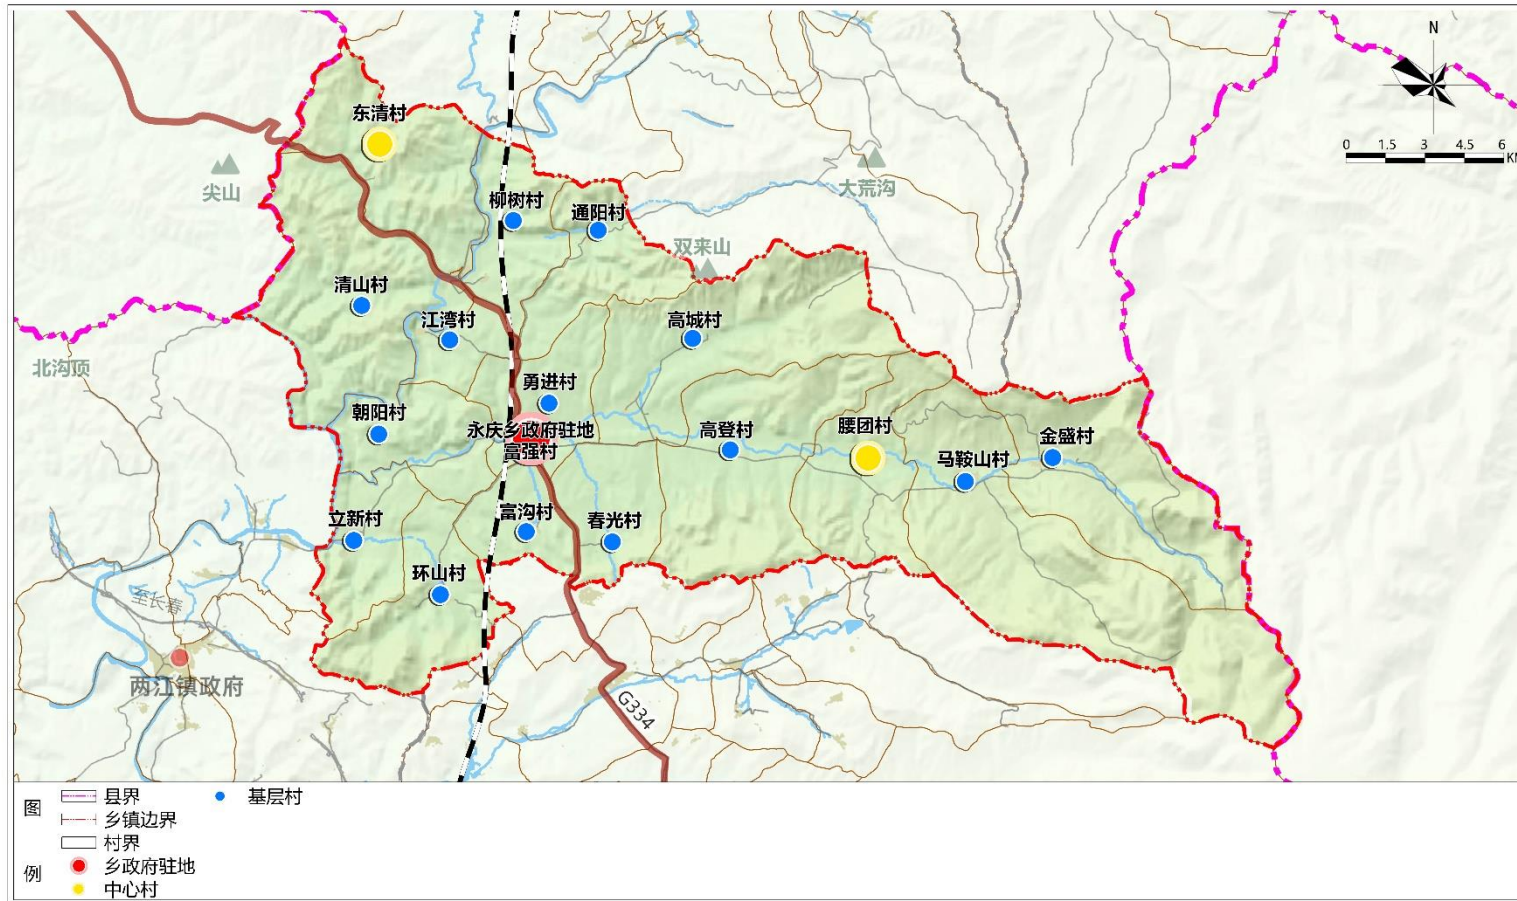 N
0 1.5 3 4.5 6
KM
东清村
尖山
大荒沟
柳树村
通阳村
双来山
清山村
江湾村
高城村
北沟顶
勇进村
朝阳村
永庆乡政府驻地
富强村
高登村
腰团村
金盛村
马鞍山村
立新村
富沟村
春光村
环山村
至长春
两江镇政府
G334
图例
县界
基层村
乡镇边界
村界
乡政府驻地
中心村